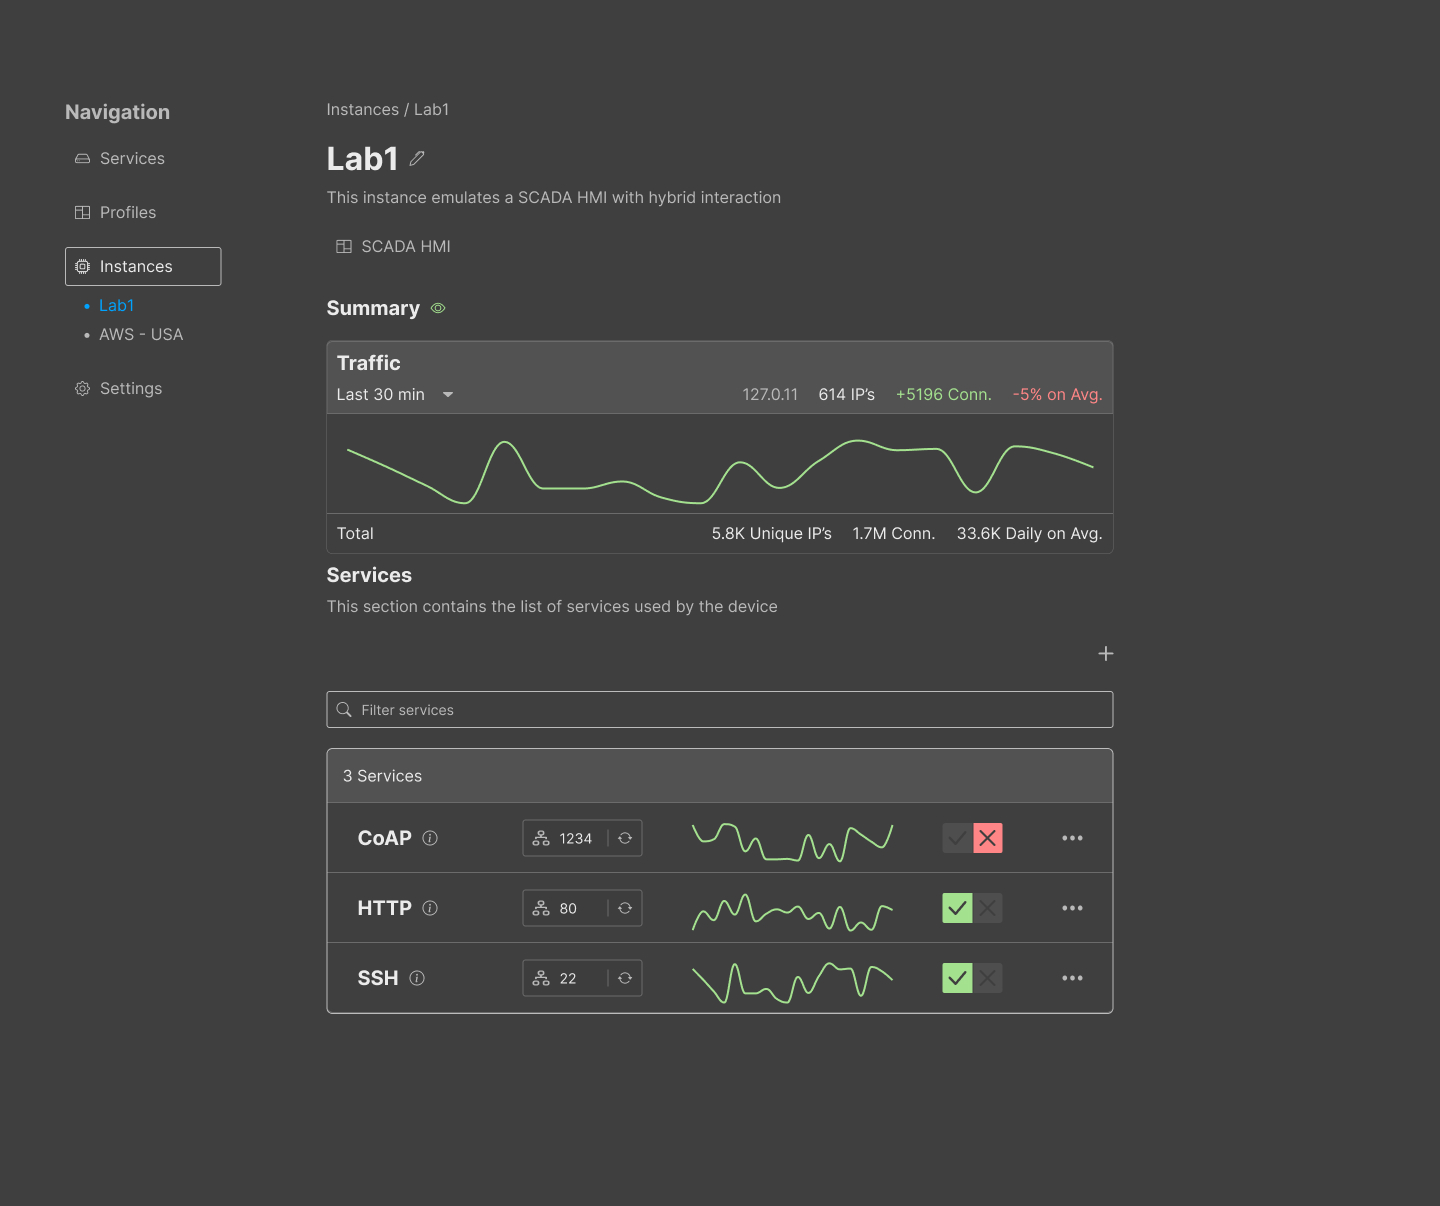 Navigation
Services
Profiles
Instances
• Lab1
• AWS - USA
Settings
Instances / Lab1
Lab1
This instance emulates a SCADA HMI with hybrid interaction
SCADA HMI
Summary
Traffic
Last 30 min 127.0.11 614 IP’s +5196 Conn. -5% on Avg.
Total 5.8K Unique IP’s 1.7M Conn. 33.6K Daily on Avg.
Services
This section contains the list of services used by the device
Filter services
3 Services
CoAP 1234
HTTP 80
SSH 22